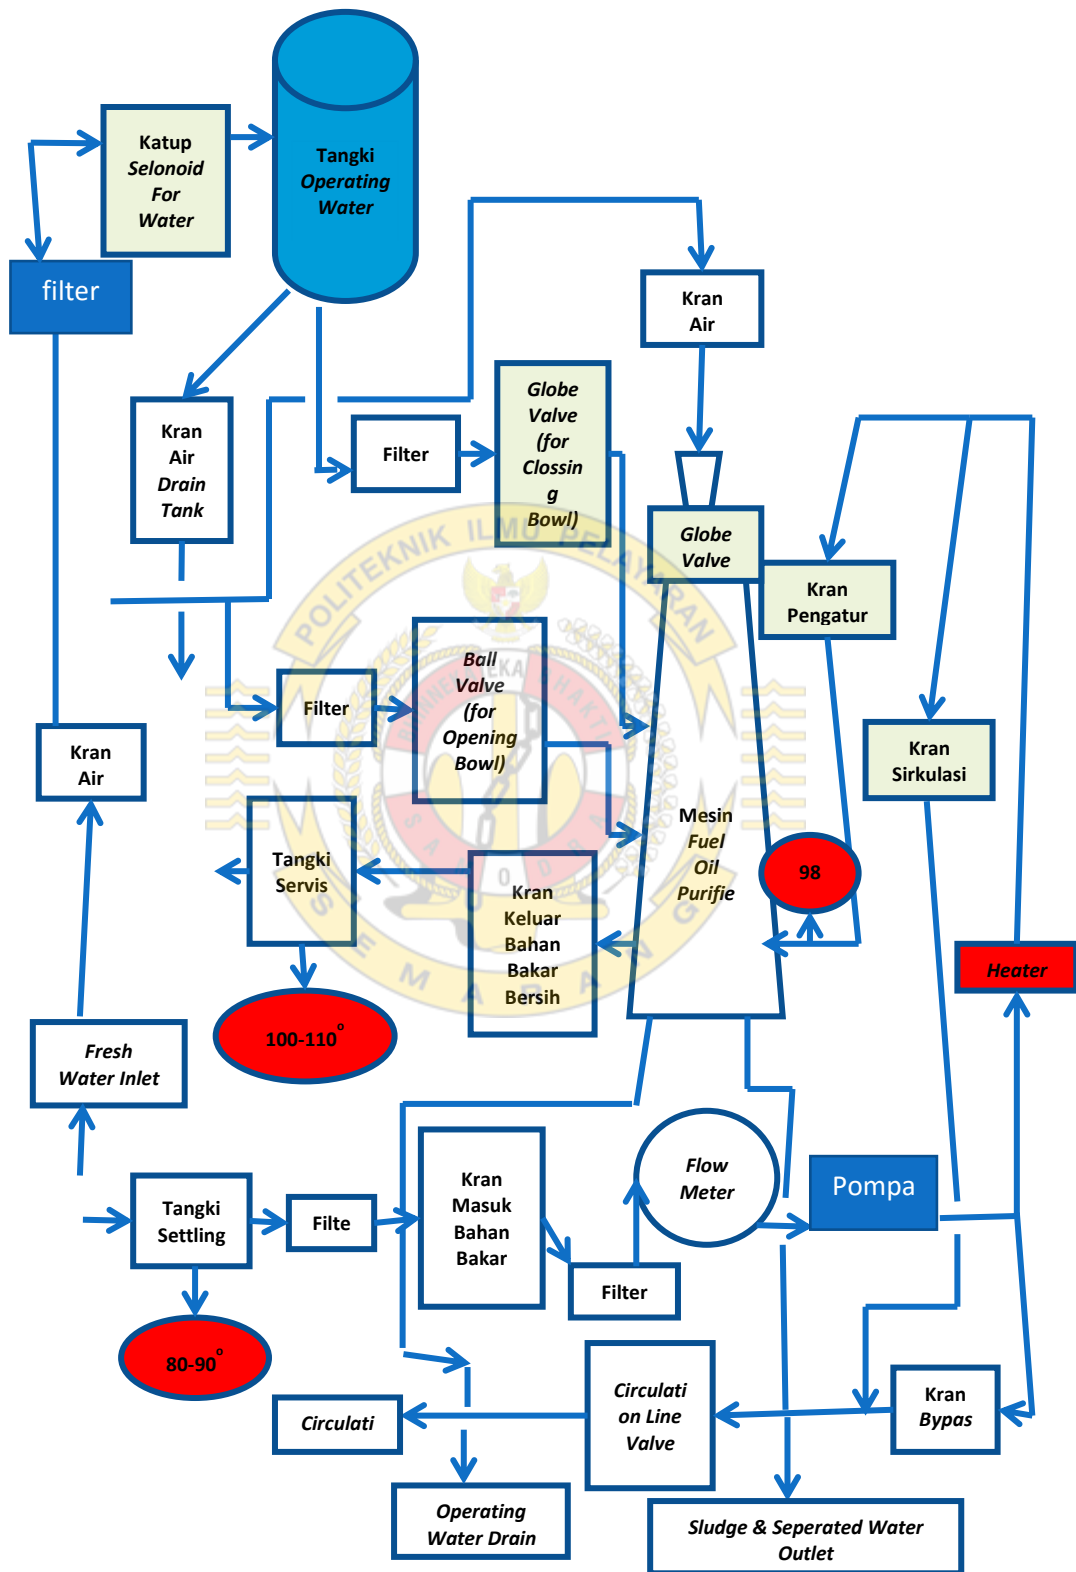 Katup
Selonoid
For
Water
Tangki
Operating
Water
filter
Kran
Air
Kran
Air
Drain
Tank
Filter
Globe
Valve
(for
Clossin
g
Bowl)
Globe
Valve
Kran
Pengatur
POLITEKNIK ILMU PELAYARAN
SEMARANG
Filter
Ball
Valve
(for
Opening
Bowl)
Kran
Air
Kran
Sirkulasi
Mesin
Fuel
Oil
Purifie
98
Tangki
Servis
Kran
Keluar
Bahan
Bakar
Bersih
Heater
100-110°
Fresh
Water Inlet
Tangki
Settling
Filte
Kran
Masuk
Bahan
Bakar
Flow
Meter
Pompa
Filter
80-90°
Circulati
Circulati
on Line
Valve
Kran
Bypas
Operating
Water Drain
Sludge & Seperated Water
Outlet